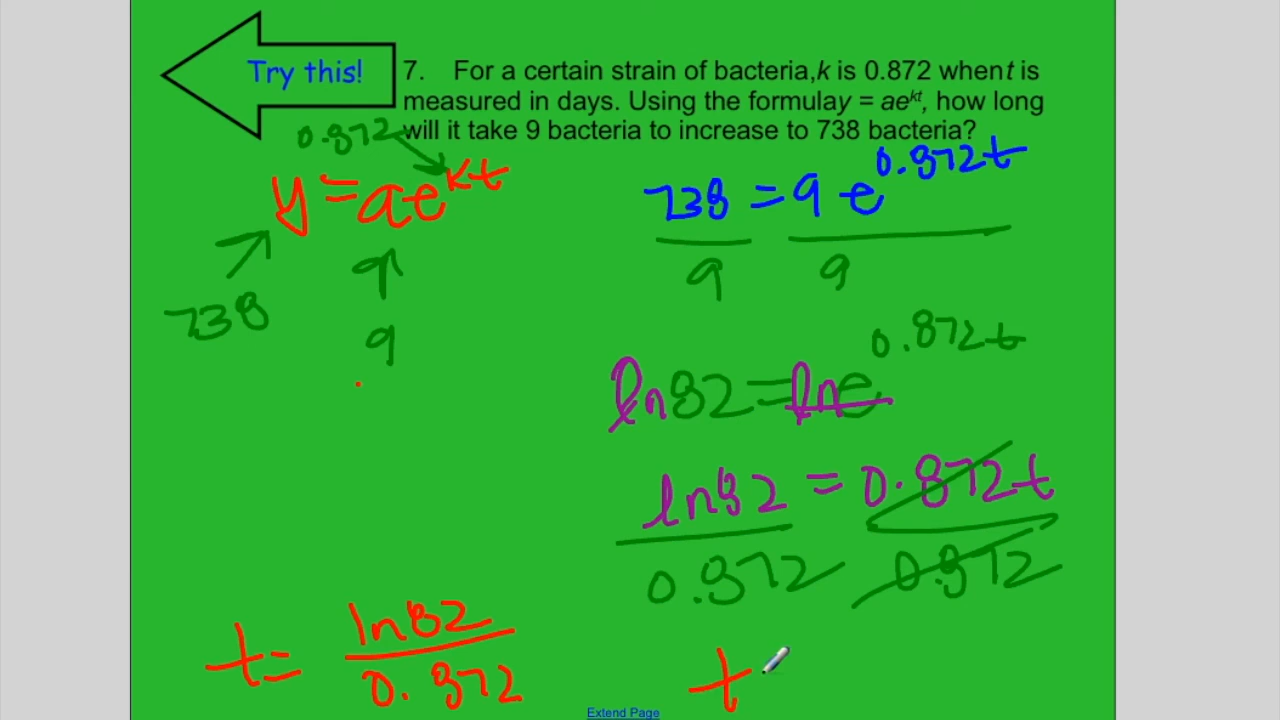 Try this!
7. For a certain strain of bacteria,k is 0.872 when t is
measured in days. Using the formula y = ae^kt, how long
will it take 9 bacteria to increase to 738 bacteria?
0.872
y=ae^kt
738
9
738 = 9e^0.872t
9 9
ln82=lne^0.872t
ln82 = 0.872t
0.872 0.872
t= ln82
0.872
t
Extend Page